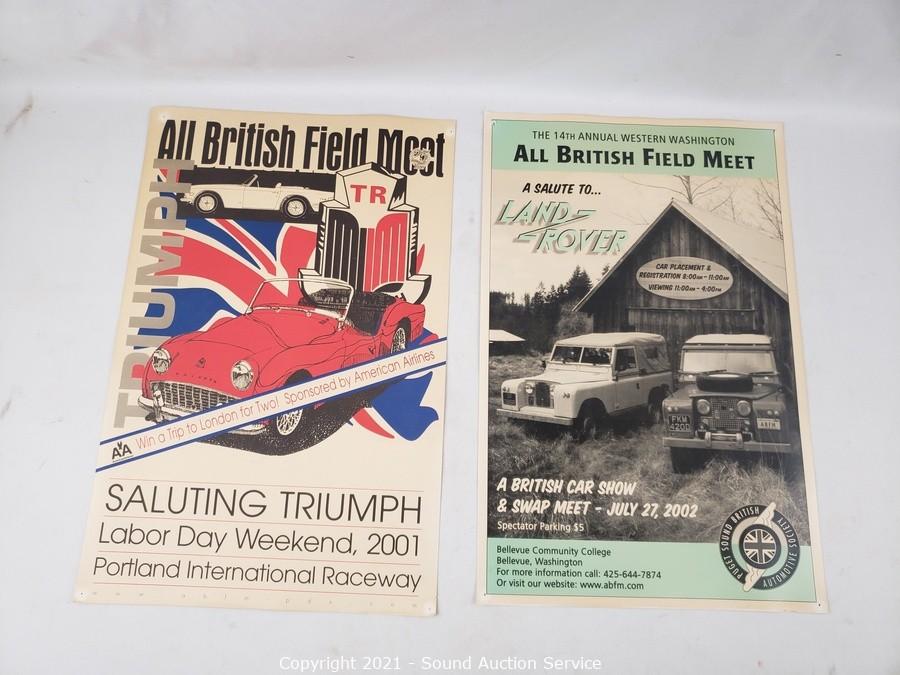 All British Field Meet
TRIUMPH
TR
Win a Trip to London for Two! Sponsored by American Airlines
AA
SALUTING TRIUMPH
Labor Day Weekend, 2001
Portland International Raceway
THE 14TH ANNUAL WESTERN WASHINGTON
ALL BRITISH FIELD MEET
A SALUTE TO...
LAND-
ROVER
CAR PLACEMENT &
REGISTRATION 8:00AM - 11:00AM
VIEWING 11:00AM - 4:00PM
FKW
420D
ABFM
A BRITISH CAR SHOW
& SWAP MEET - JULY 27, 2002
Spectator Parking $5
PUGET SOUND BRITISH
AUTOMOTIVE SOCIETY
Bellevue Community College
Bellevue, Washington
For more information call: 425-644-7874
Or visit our website: www.abfm.com
Copyright 2021 - Sound Auction Service